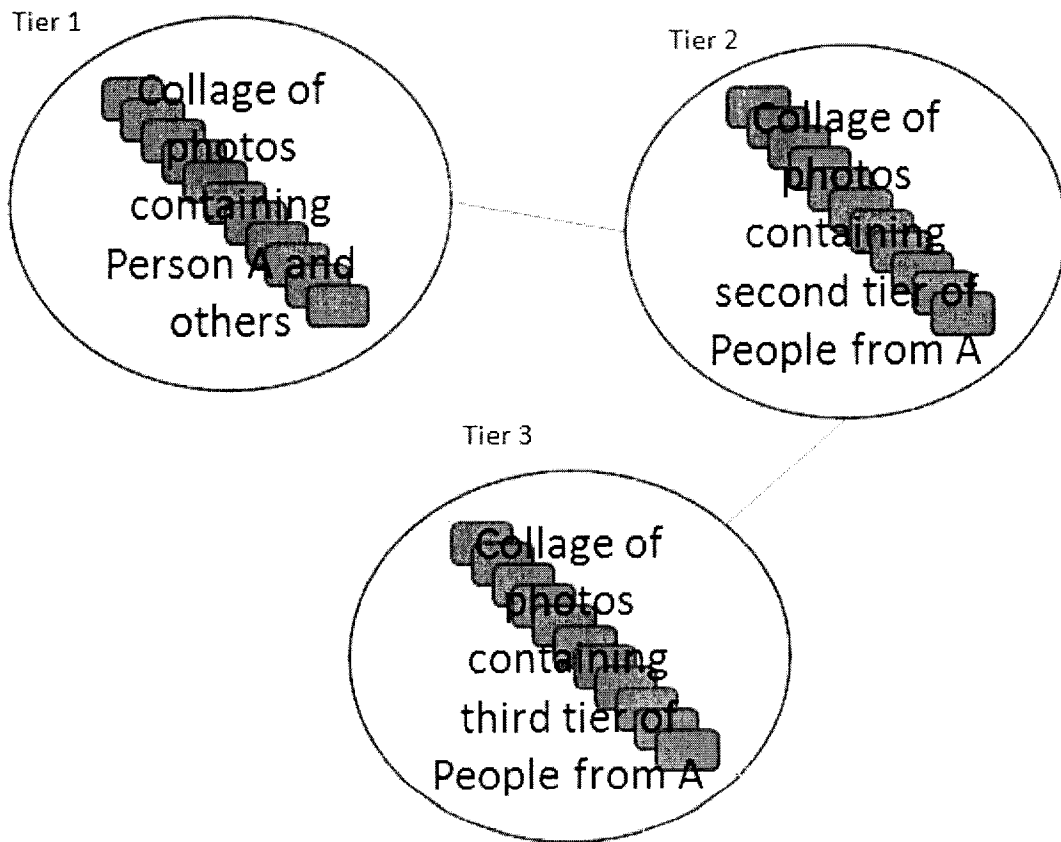 Tier 1
Collage of
photos
containing
Person A and
others
Tier 2
Collage of
photos
containing
second tier of
People from A
Tier 3
Collage of
photos
containing
third tier of
People from A